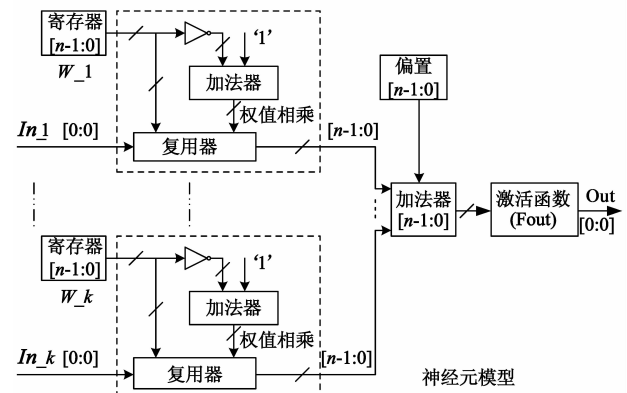 寄存器
[n-1:0]
W_1
'1'
加法器
权值相乘
In_1 [0:0]
复用器
[n-1:0]
偏置
[n-1:0]
加法器
[n-1:0]
激活函数
(Fout)
Out
[0:0]
寄存器
[n-1:0]
W_k
'1'
加法器
权值相乘
In_k [0:0]
复用器
[n-1:0]
神经元模型